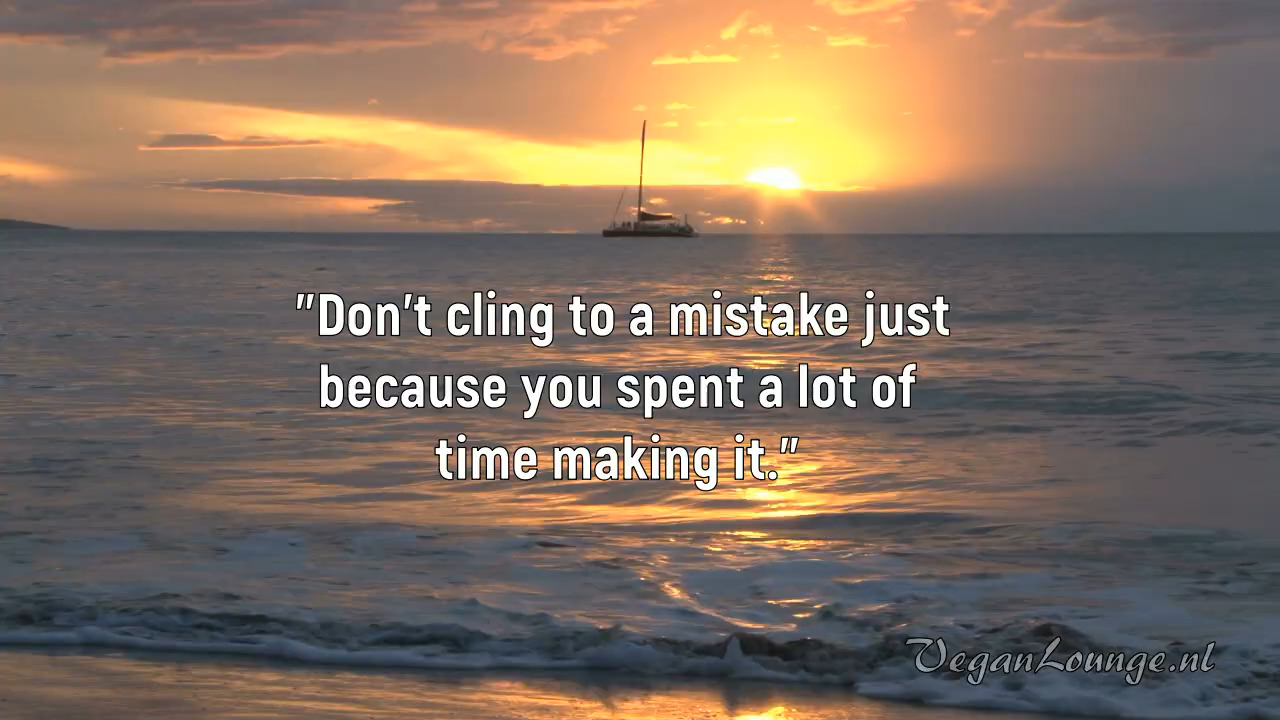 "Don't cling to a mistake just
because you spent a lot of
time making it."
VeganLounge.nl